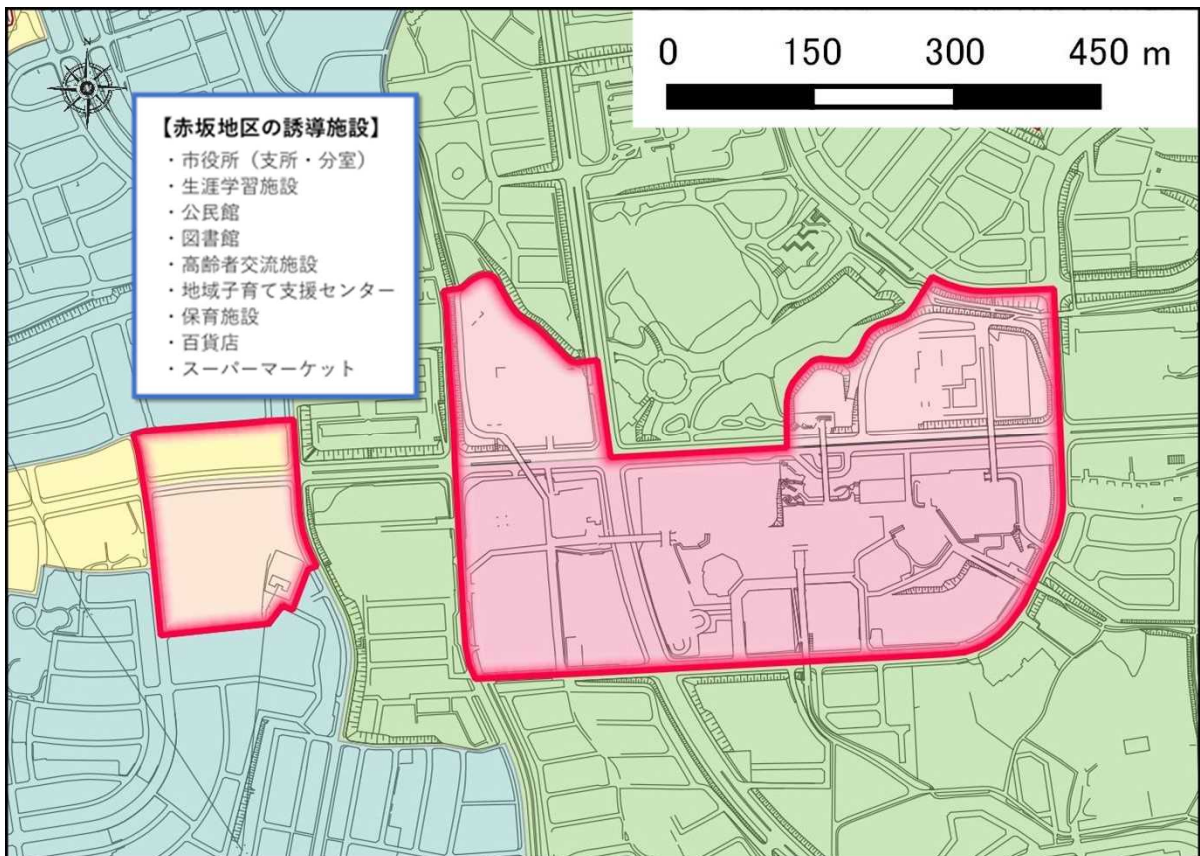 0 150 300 450 m
N
【赤坂地区の誘導施設】
・市役所（支所・分室）
・生涯学習施設
・公民館
・図書館
・高齢者交流施設
・地域子育て支援センター
・保育施設
・百貨店
・スーパーマーケット